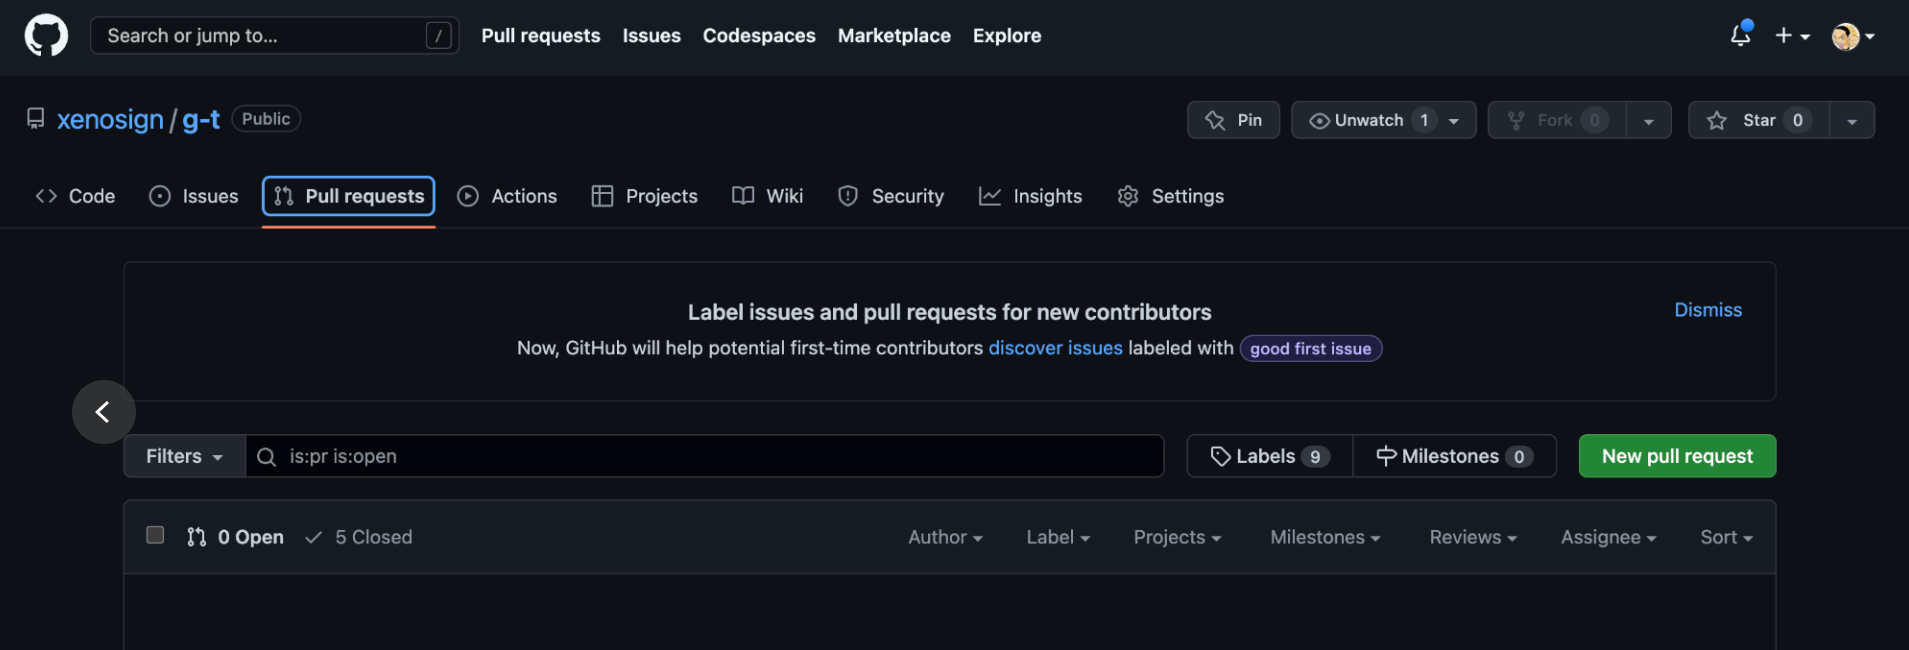 Search or jump to... / Pull requests Issues Codespaces Marketplace Explore
xenosign / g-t Public Pin Unwatch 1 Fork 0 Star 0
Code Issues Pull requests Actions Projects Wiki Security Insights Settings
Label issues and pull requests for new contributors Dismiss
Now, GitHub will help potential first-time contributors discover issues labeled with good first issue
Filters is:pr is:open Labels 9 Milestones 0 New pull request
0 Open 5 Closed Author Label Projects Milestones Reviews Assignee Sort